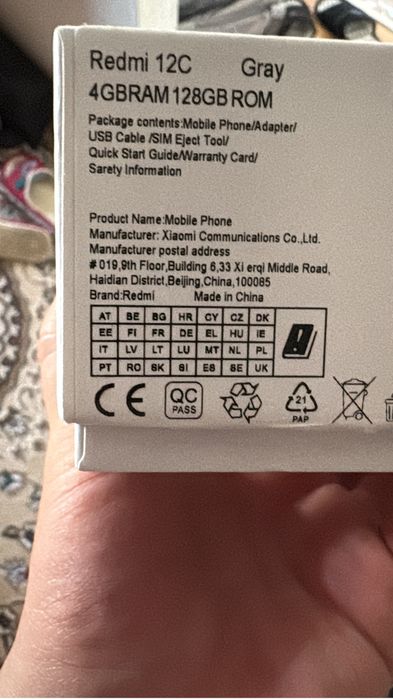 Redmi 12C Gray
4GBRAM 128GB ROM
Package contents:Mobile Phone/Adapter/
USB Cable /SIM Eject Tool/
Quick Start Guide/Warranty Card/
Sarety Information
Product Name:Mobile Phone
Manufacturer: Xiaomi Communications Co.,Ltd.
Manufacturer postal address
#019,9th Floor,Building 6,33 Xi erqi Middle Road,
Haidian District,Beijing,China,100085
Brand:Redmi Made in China
AT BE BG HR CY CZ DK
EE FI FR DE EL HU IE
IT LV LT LU MT NL PL
PT RO SK SI ES SE UK
CE QC PASS 21 PAP